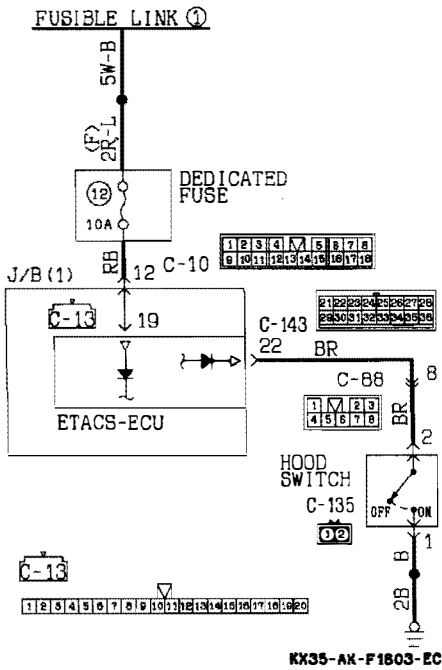 FUSIBLE LINK ①
5W-B
(F)
2R-L
DEDICATED
FUSE
⑫
10A
RB
12 C-10
1 2 3 4 5 6 7 8
9 10 11 12 13 14 15 16 17 18
J/B(1)
C-13
19
21 22 23 24 25 26 27 28
29 30 31 32 33 34 35 36
C-143
22 BR
8
C-88
1 2 3
4 5 6 7 8
BR
ETACS-ECU
2
HOOD
SWITCH
C-135
1 2
OFF ON
1
B
2B
C-13
1 2 3 4 5 6 7 8 9 10 11 12 13 14 15 16 17 18 19 20
KX35-AK-F1803-EC